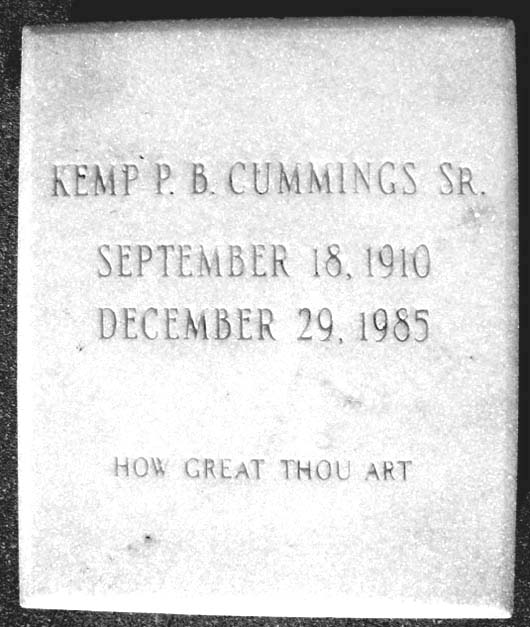 KEMP P. B. CUMMINGS SR.
SEPTEMBER 18, 1910
DECEMBER 29, 1985
HOW GREAT THOU ART